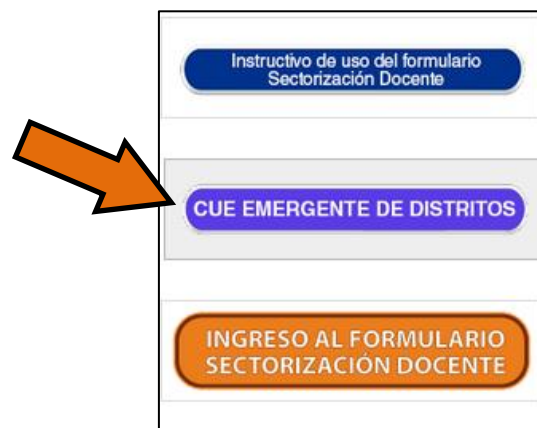 Instructivo de uso del formulario
Sectorización Docente
CUE EMERGENTE DE DISTRITOS
INGRESO AL FORMULARIO
SECTORIZACIÓN DOCENTE